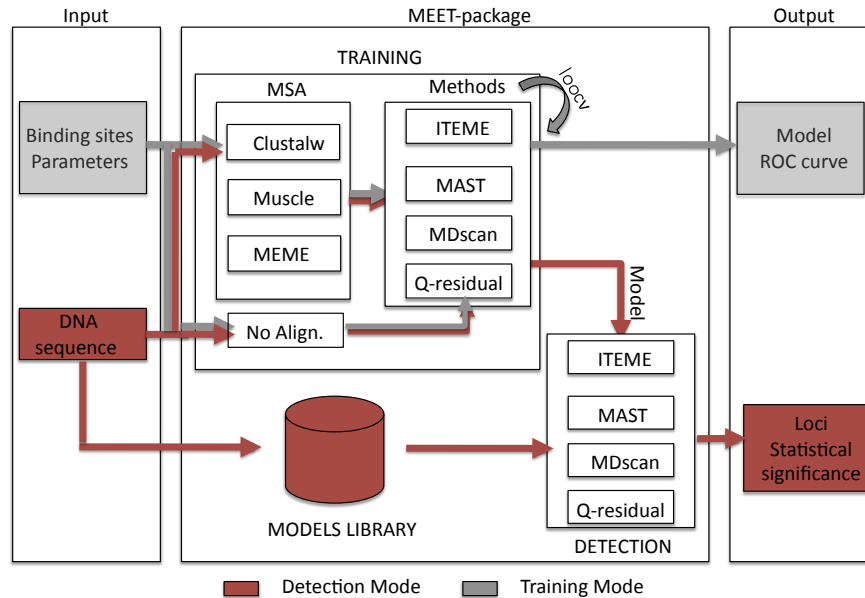 Input
MEET-package
Output
TRAINING
MSA
Methods
loocv
Binding sites
Parameters
Clustalw
Muscle
MEME
ITEME
MAST
MDscan
Q-residual
Model
ROC curve
DNA
sequence
No Align.
Model
ITEME
MAST
MDscan
Q-residual
Loci
Statistical
significance
MODELS LIBRARY
DETECTION
Detection Mode
Training Mode